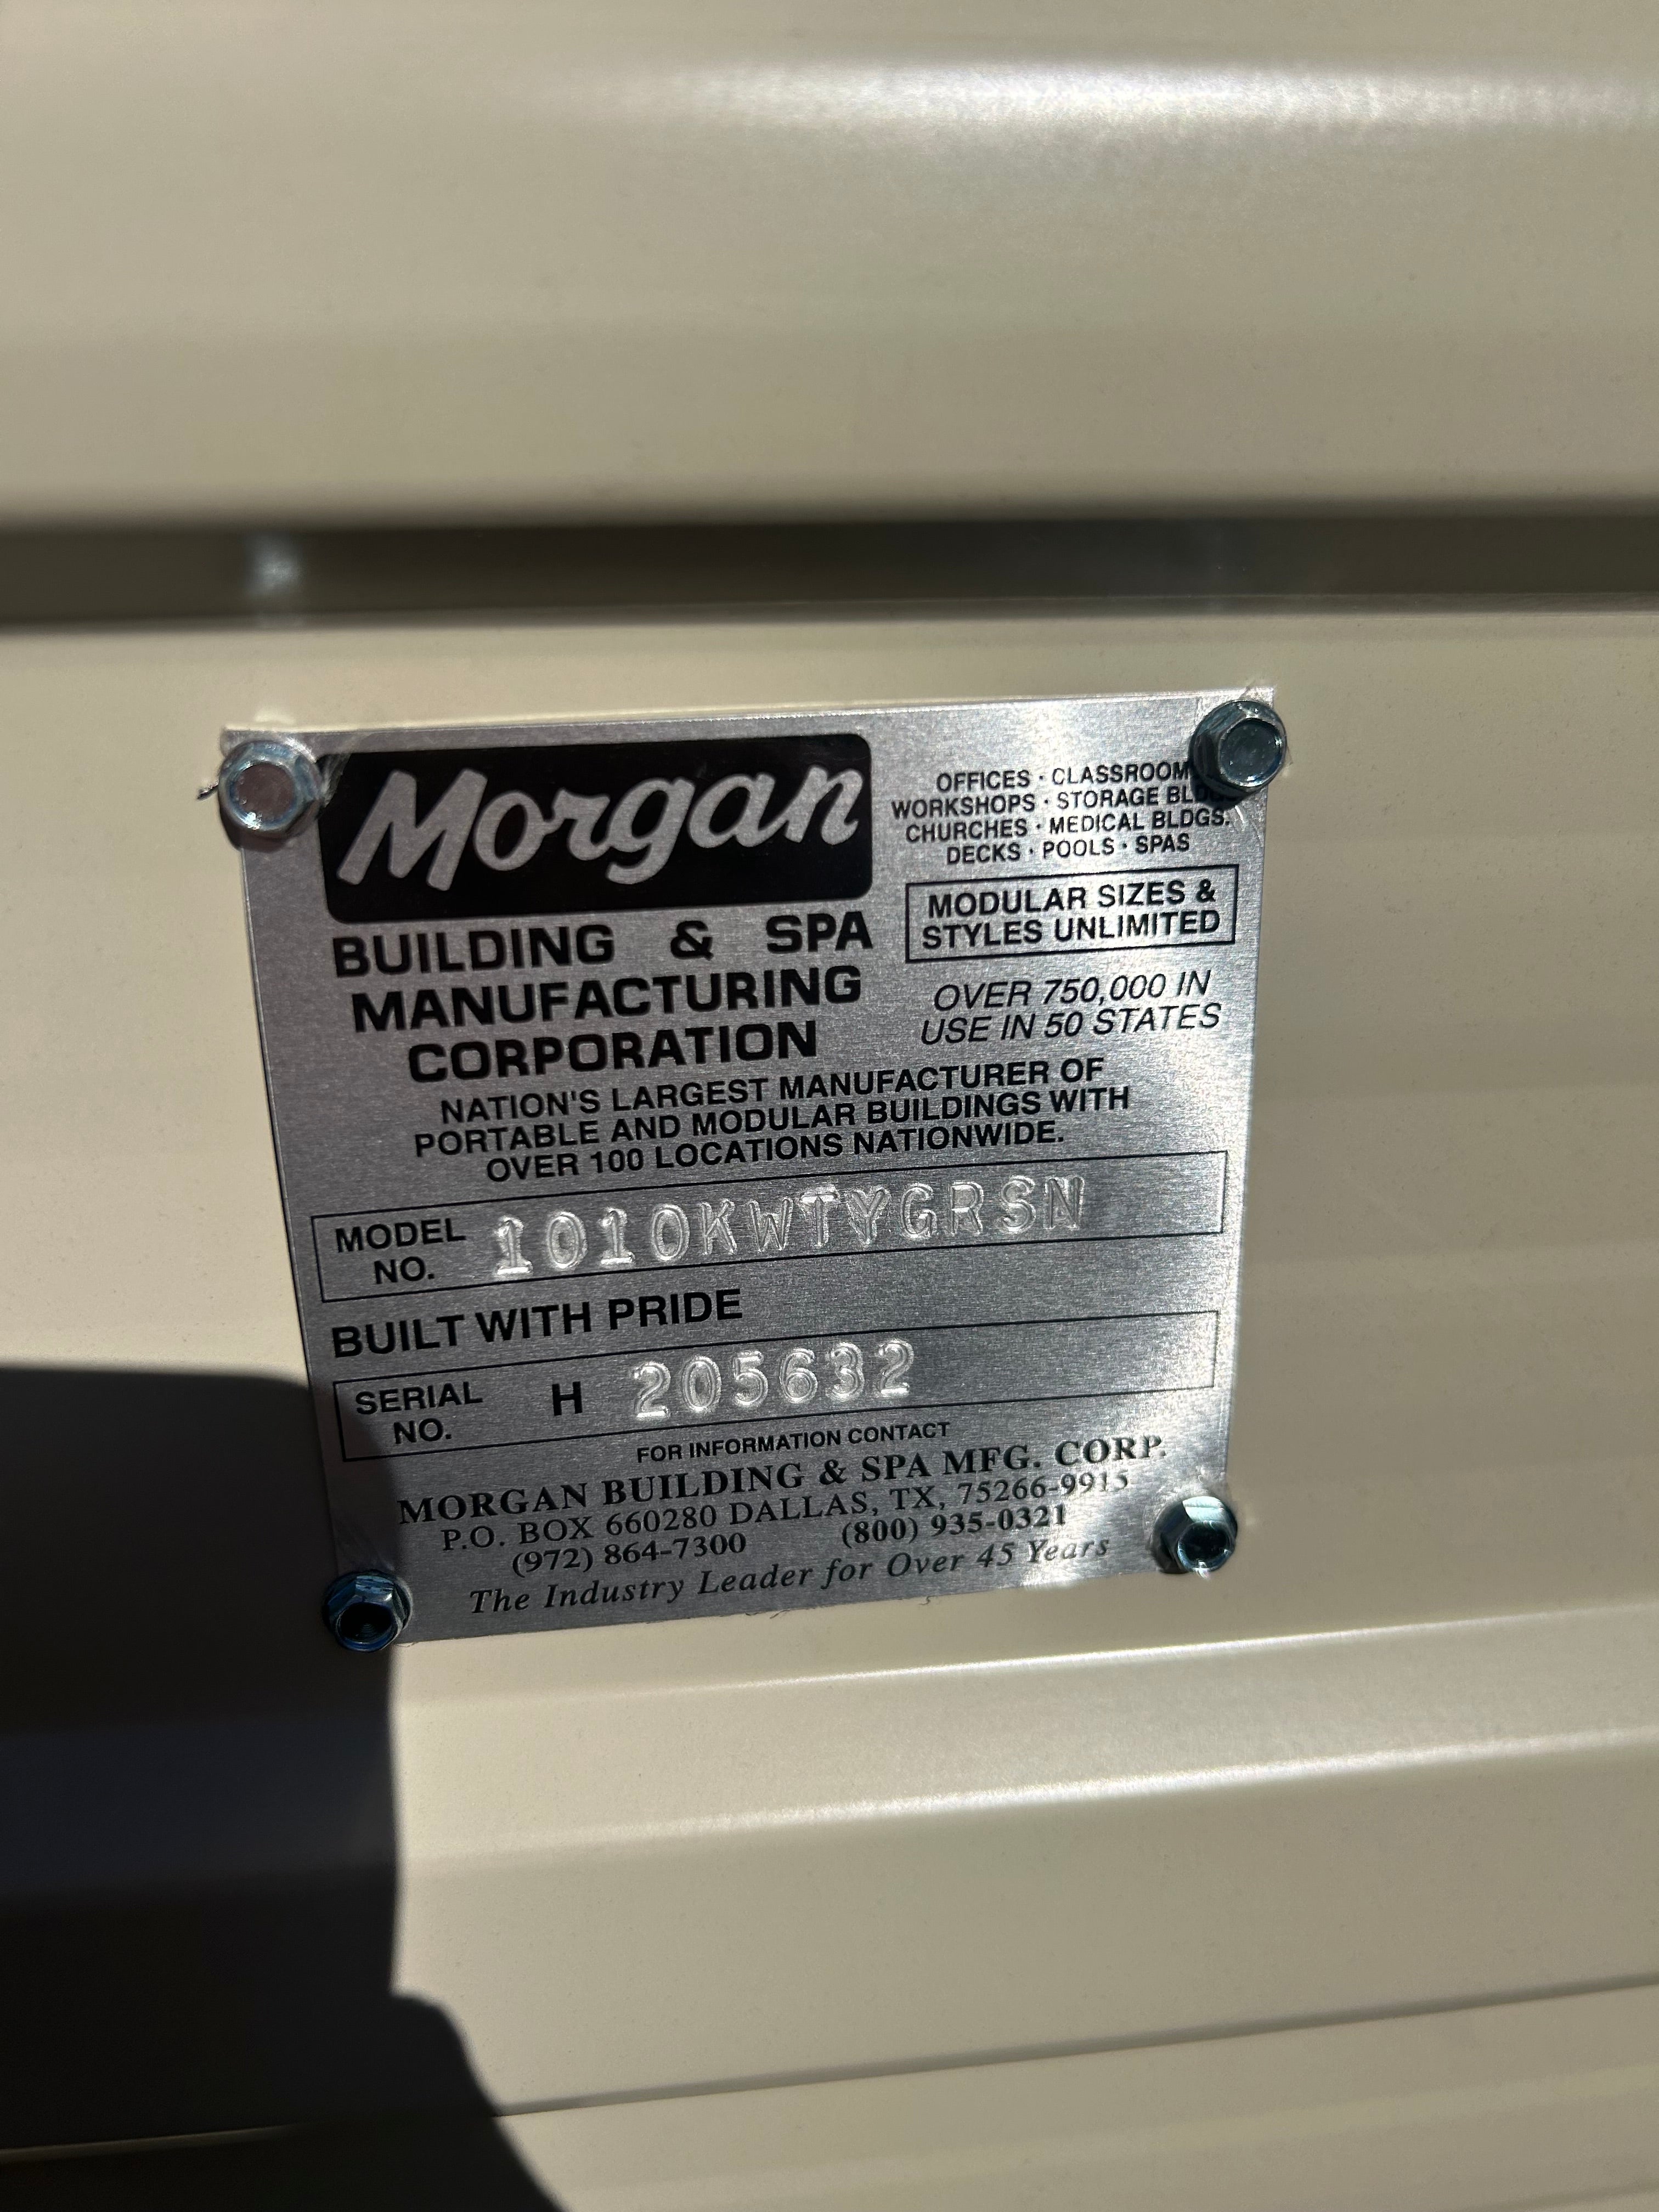 Morgan
BUILDING & SPA
MANUFACTURING
CORPORATION
OFFICES · CLASSROOM
WORKSHOPS · STORAGE
CHURCHES · MEDICAL BLDGS.
DECKS · POOLS · SPAS
MODULAR SIZES &
STYLES UNLIMITED
OVER 750,000 IN
USE IN 50 STATES
NATION'S LARGEST MANUFACTURER OF
PORTABLE AND MODULAR BUILDINGS WITH
OVER 100 LOCATIONS NATIONWIDE.
MODEL NO. 1010KWTYGRSN
BUILT WITH PRIDE
SERIAL NO. H 205632
FOR INFORMATION CONTACT
MORGAN BUILDING & SPA MFG. CORP.
P.O. BOX 660280 DALLAS, TX, 75266-9915
(972) 864-7300 (800) 935-0321
The Industry Leader for Over 45 Years